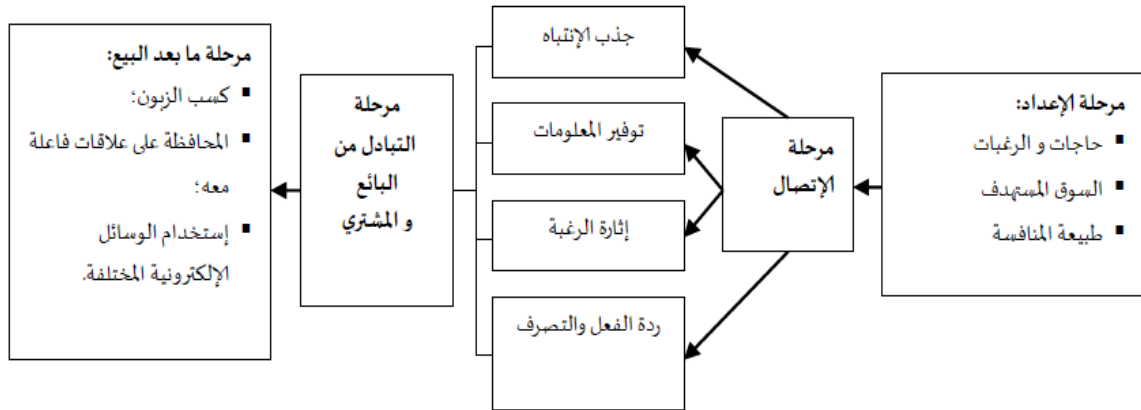 مرحلة الإعداد:
▪ حاجات و الرغبات
▪ السوق المستهدف
▪ طبيعة المنافسة
مرحلة
الإتصال
جذب الإنتباه
توفير المعلومات
إثارة الرغبة
ردة الفعل والتصرف
مرحلة
التبادل من
البائع
و المشتري
مرحلة ما بعد البيع:
▪ كسب الزبون؛
▪ المحافظة على علاقات فاعلة
معه؛
▪ إستخدام الوسائل
الإلكترونية المختلفة.